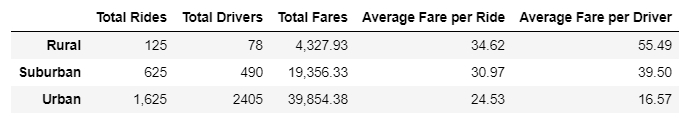 Total Rides Total Drivers Total Fares Average Fare per Ride Average Fare per Driver
Rural 125 78 4,327.93 34.62 55.49
Suburban 625 490 19,356.33 30.97 39.50
Urban 1,625 2405 39,854.38 24.53 16.57